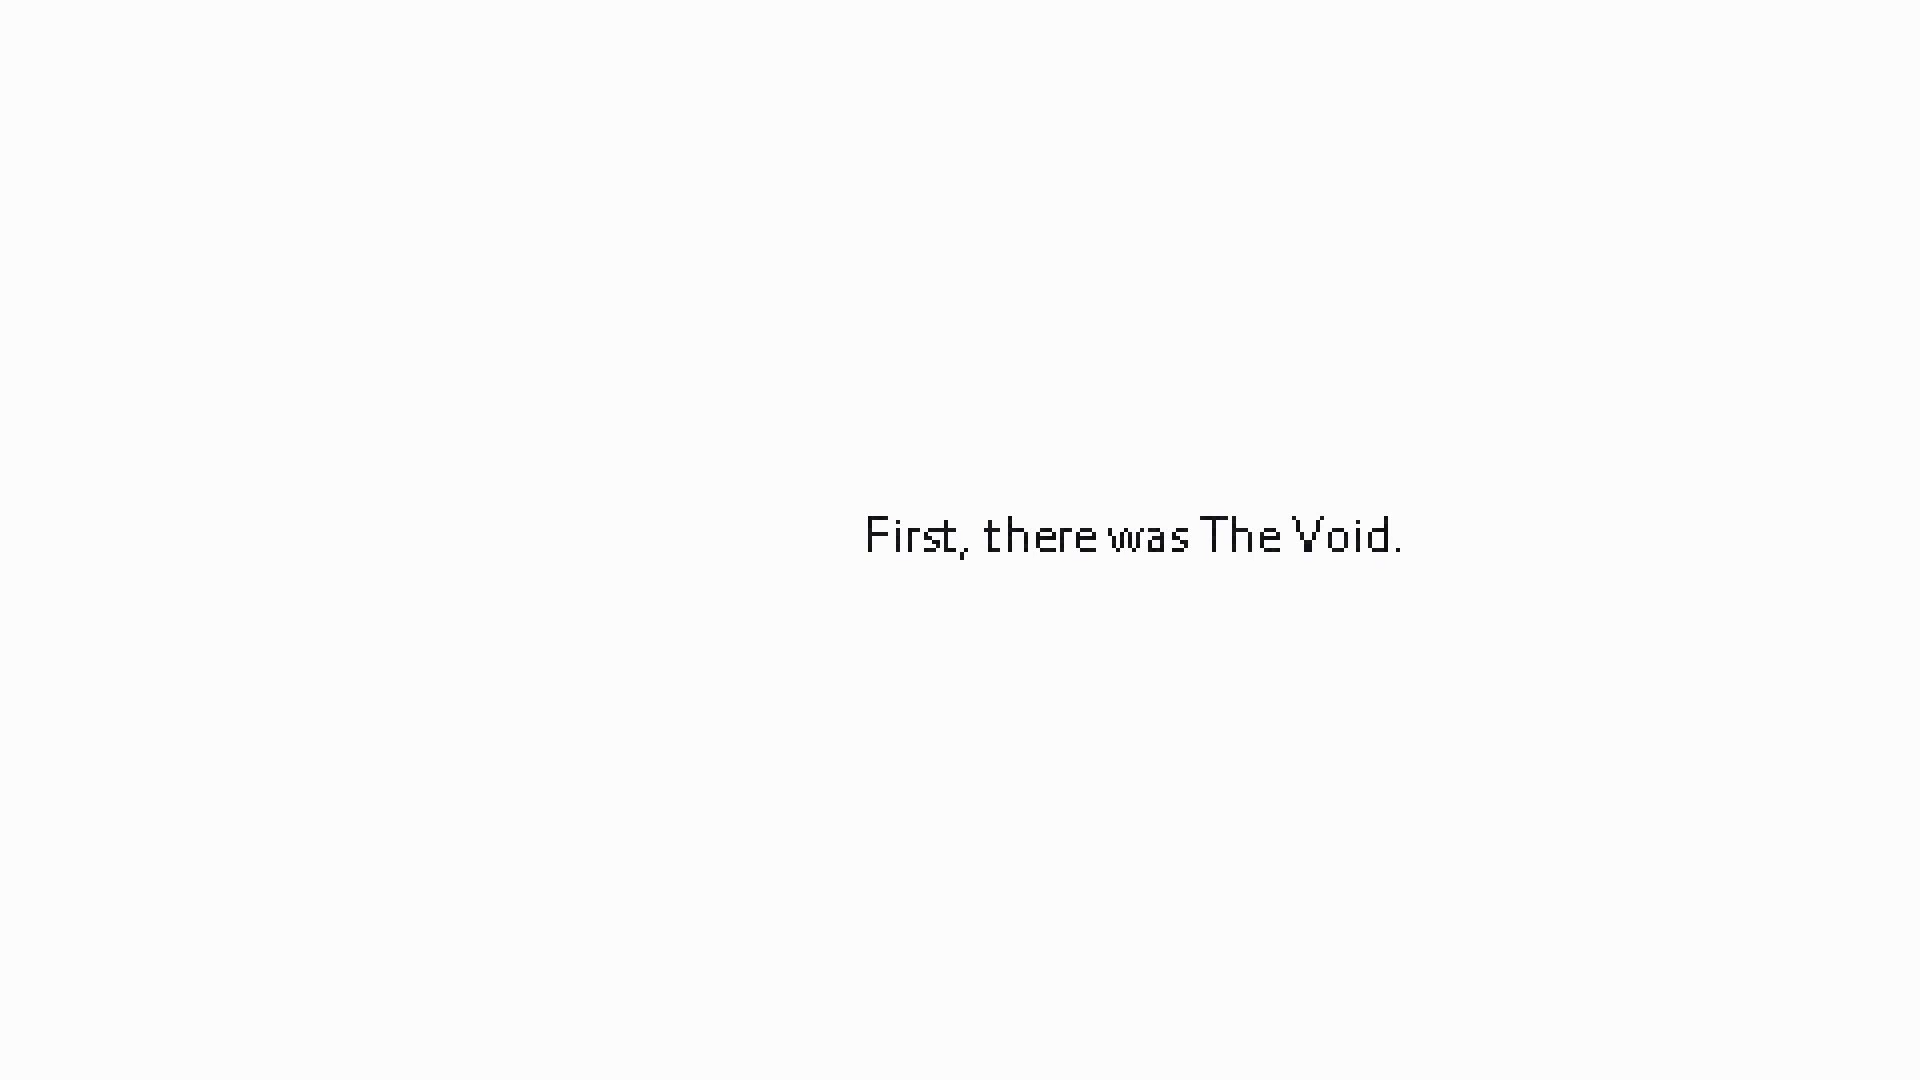 First, there was The Void.